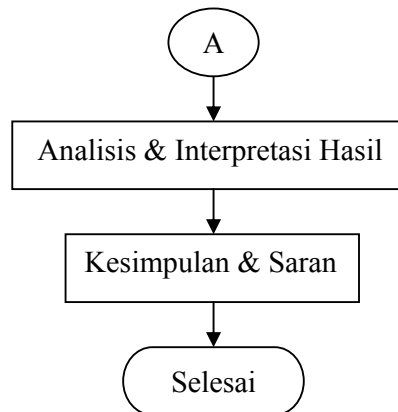 A
Analisis & Interpretasi Hasil
Kesimpulan & Saran
Selesai